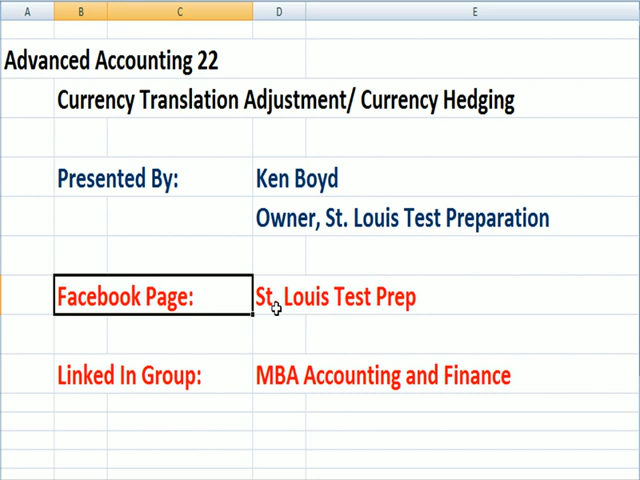 A B C D E
Advanced Accounting 22
Currency Translation Adjustment/ Currency Hedging
Presented By: Ken Boyd
Owner, St. Louis Test Preparation
Facebook Page: St. Louis Test Prep
Linked In Group: MBA Accounting and Finance